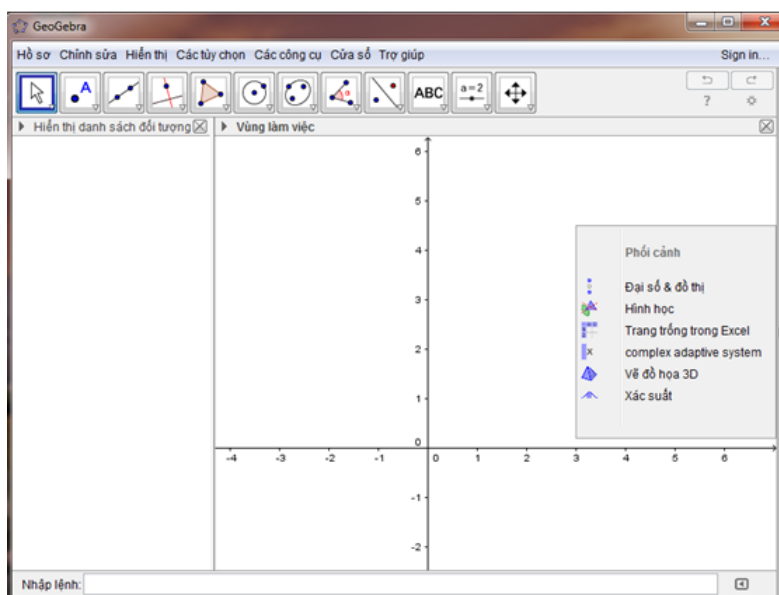 GeoGebra
Hồ sơ Chỉnh sửa Hiển thị Các tùy chọn Các công cụ Cửa sổ Trợ giúp Sign in...
A α ABC a=2 ?
Hiển thị danh sách đối tượng Vùng làm việc
6
5
4
3
2
1
0
-4 -3 -2 -1 0 1 2 3 4 5 6
-1
-2
Phối cảnh
Đại số & đồ thị
Hình học
Trang trống trong Excel
x complex adaptive system
Vẽ đồ họa 3D
Xác suất
Nhập lệnh: